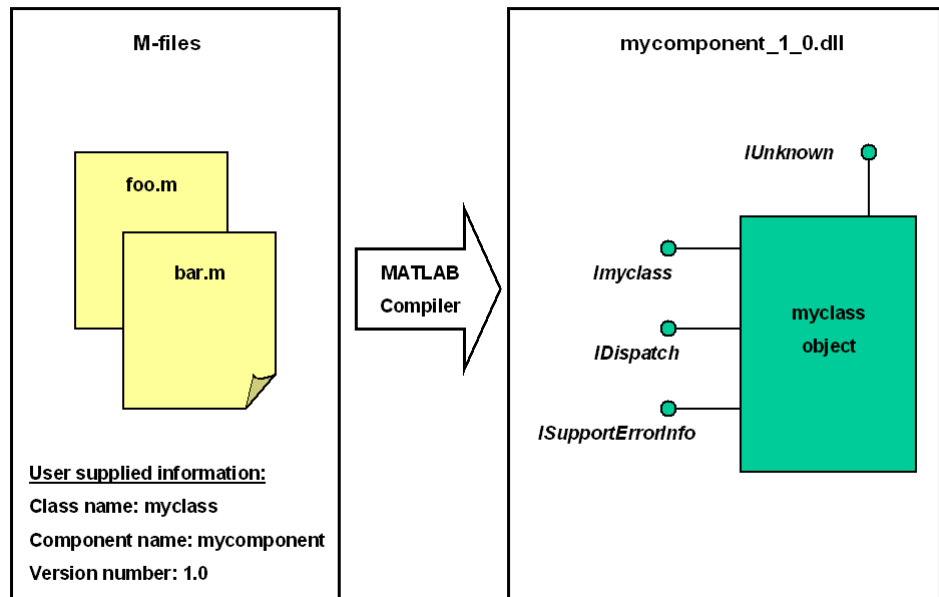 M-files
foo.m
bar.m
User supplied information:
Class name: myclass
Component name: mycomponent
Version number: 1.0
MATLAB
Compiler
mycomponent_1_0.dll
IUnknown
Imyclass
IDispatch
ISupportErrorInfo
myclass
object